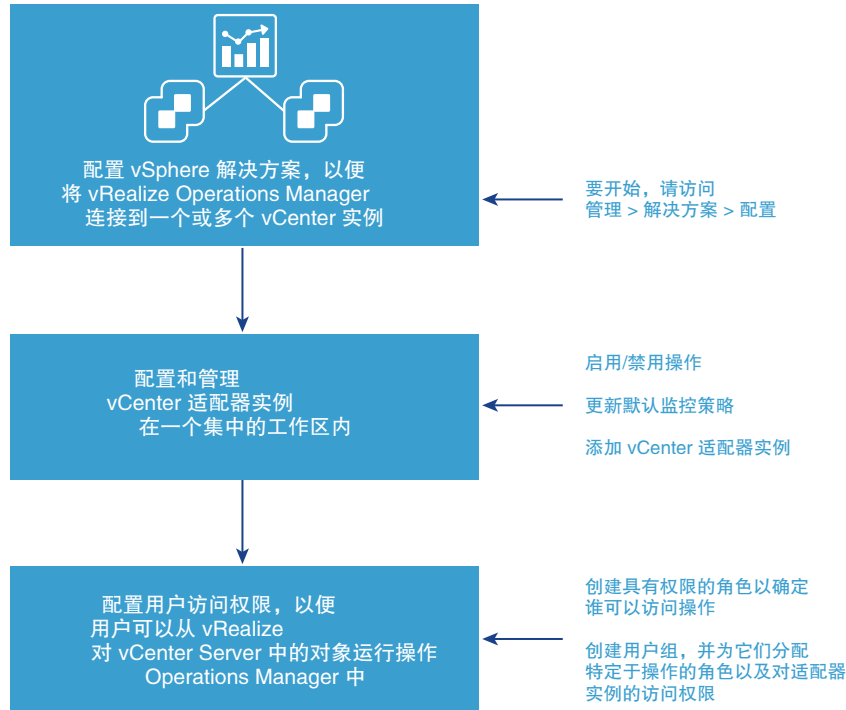 配置 vSphere 解决方案，以便
将 vRealize Operations Manager
连接到一个或多个 vCenter 实例
要开始，请访问
管理 > 解决方案 > 配置
配置和管理
vCenter 适配器实例
在一个集中的工作区内
启用/禁用操作
更新默认监控策略
添加 vCenter 适配器实例
配置用户访问权限，以便
用户可以从 vRealize
对 vCenter Server 中的对象运行操作
Operations Manager 中
创建具有权限的角色以确定
谁可以访问操作
创建用户组，并为它们分配
特定于操作的角色以及对适配器
实例的访问权限